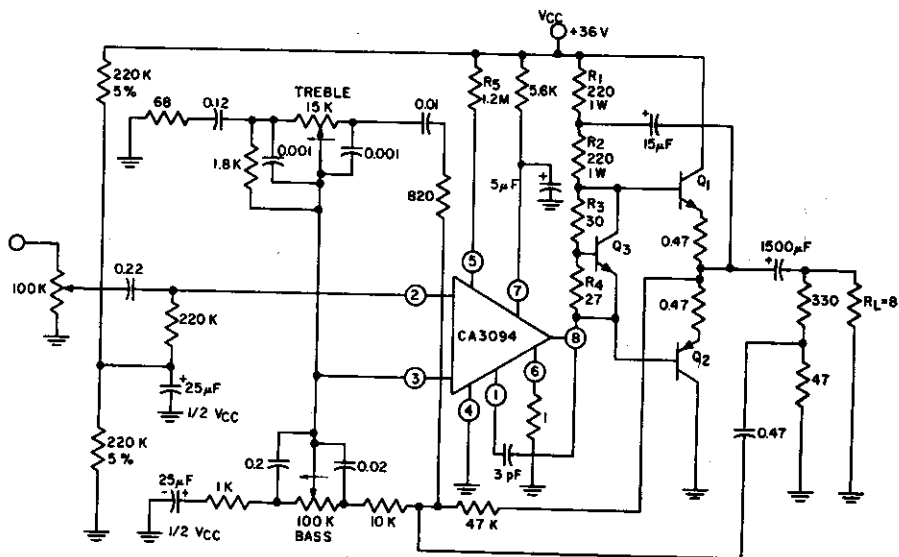 VCC
+36 V
220 K
5%
68
0.12
TREBLE
15 K
0.01
R5
1.2M
5.6K
R1
220
1W
15µF
R2
220
1W
0.001
0.001
1.8K
820
5µF
+
Q1
R3
30
Q3
0.47
1500µF
+
100K
0.22
220K
2
5
7
R4
27
0.47
330
RL=8
CA3094
8
Q2
3
6
4
1
1
47
+
25µF
1/2 VCC
220 K
5%
0.2
0.02
3 pF
0.47
25µF
- +
1K
1/2 VCC
100K
BASS
10 K
47 K